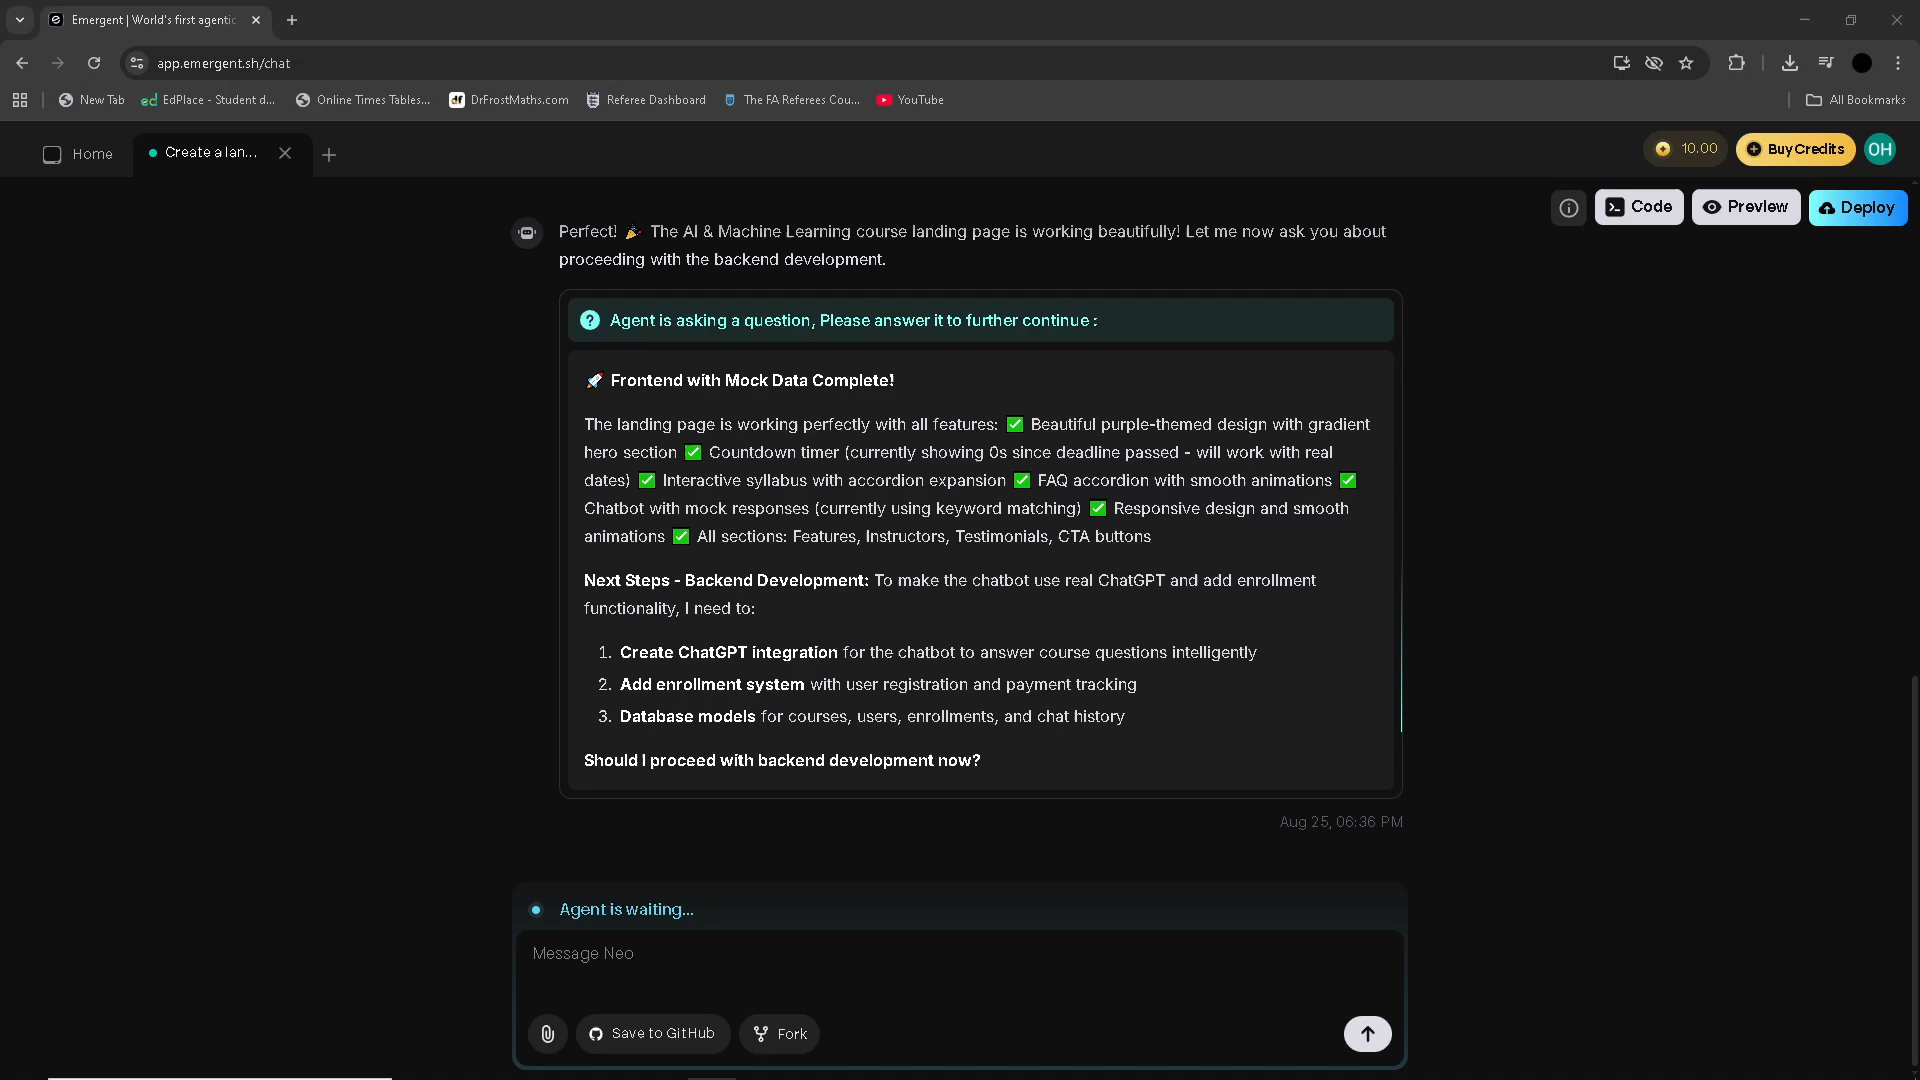 Emergent | World's first agentic
app.emergent.sh/chat
New Tab
EdPlace - Student d...
Online Times Tables...
DrFrostMaths.com
Referee Dashboard
The FA Referees Cou...
YouTube
All Bookmarks
Home
Create a lan...
10.00
Buy Credits
OH
Code
Preview
Deploy
Perfect! 🎉 The AI & Machine Learning course landing page is working beautifully! Let me now ask you about
proceeding with the backend development.
Agent is asking a question, Please answer it to further continue :
🚀 Frontend with Mock Data Complete!
The landing page is working perfectly with all features: ✅ Beautiful purple-themed design with gradient
hero section ✅ Countdown timer (currently showing 0s since deadline passed - will work with real
dates) ✅ Interactive syllabus with accordion expansion ✅ FAQ accordion with smooth animations ✅
Chatbot with mock responses (currently using keyword matching) ✅ Responsive design and smooth
animations ✅ All sections: Features, Instructors, Testimonials, CTA buttons
Next Steps - Backend Development: To make the chatbot use real ChatGPT and add enrollment
functionality, I need to:
1. Create ChatGPT integration for the chatbot to answer course questions intelligently
2. Add enrollment system with user registration and payment tracking
3. Database models for courses, users, enrollments, and chat history
Should I proceed with backend development now?
Aug 25, 06:36 PM
Agent is waiting...
Message Neo
Save to GitHub
Fork